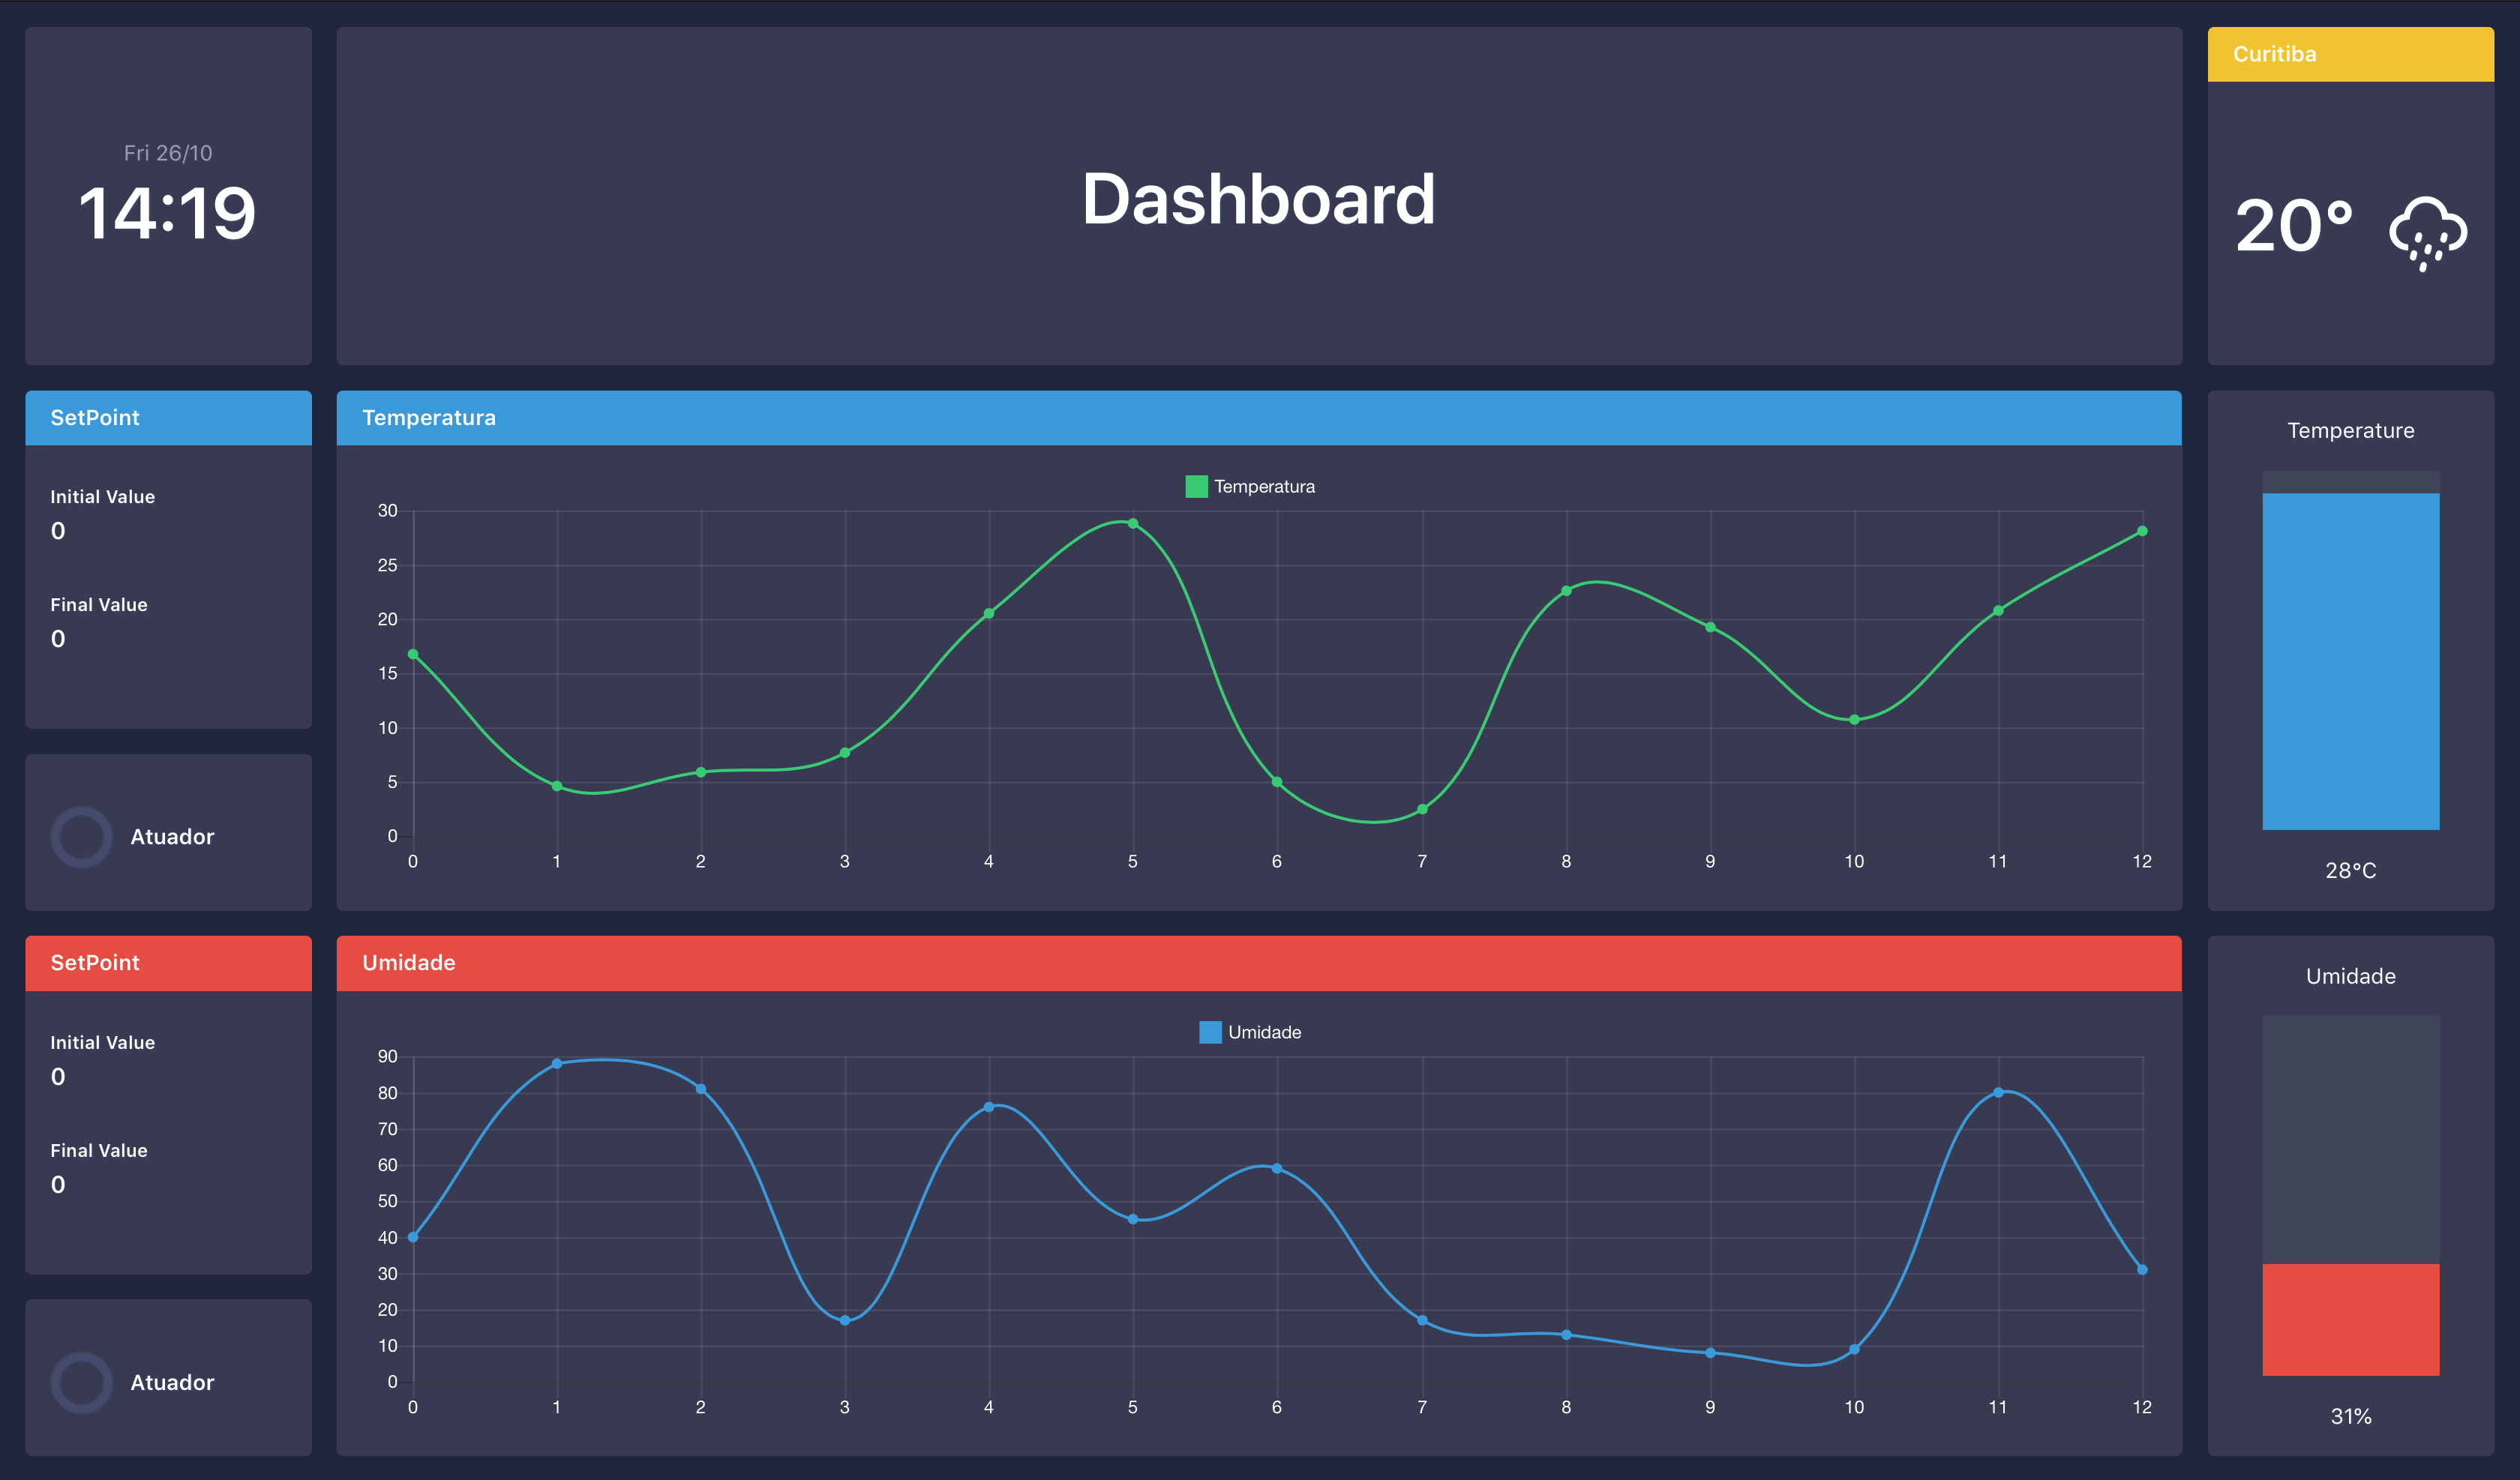 Fri 26/10
14:19
Dashboard
Curitiba
20°
SetPoint
Initial Value
0
Final Value
0
Atuador
Temperatura
Temperatura
30
25
20
15
10
5
0
0 1 2 3 4 5 6 7 8 9 10 11 12
Temperature
28°C
SetPoint
Initial Value
0
Final Value
0
Atuador
Umidade
Umidade
90
80
70
60
50
40
30
20
10
0
0 1 2 3 4 5 6 7 8 9 10 11 12
Umidade
31%